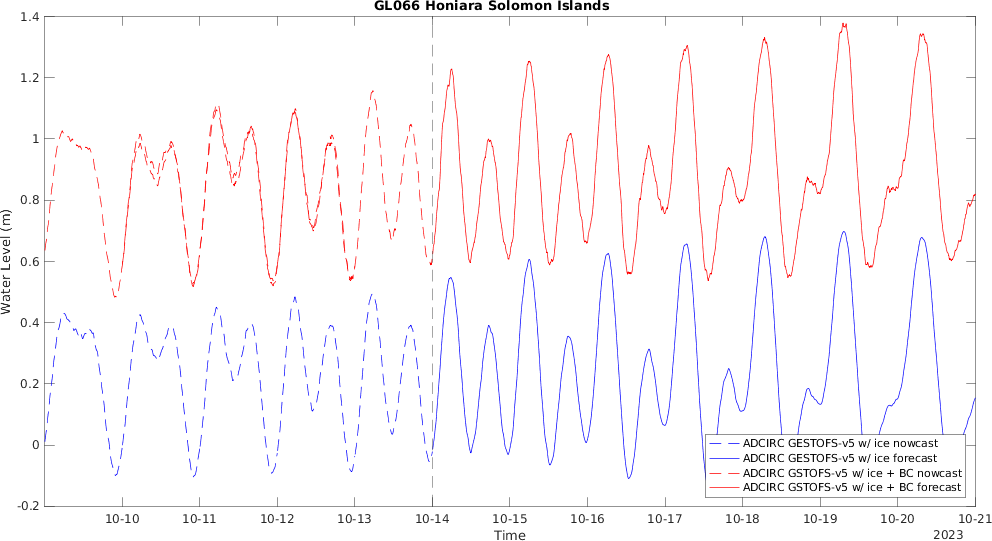 GL066 Honiara Solomon Islands
1.4
1.2
1
0.8
0.6
0.4
0.2
0
-0.2
Water Level (m)
ADCIRC GESTOFS-v5 w/ ice nowcast
ADCIRC GESTOFS-v5 w/ ice forecast
ADCIRC GSTOFS-v5 w/ ice + BC nowcast
ADCIRC GSTOFS-v5 w/ ice + BC forecast
10-10 10-11 10-12 10-13 10-14 10-15 10-16 10-17 10-18 10-19 10-20 10-21
Time
2023